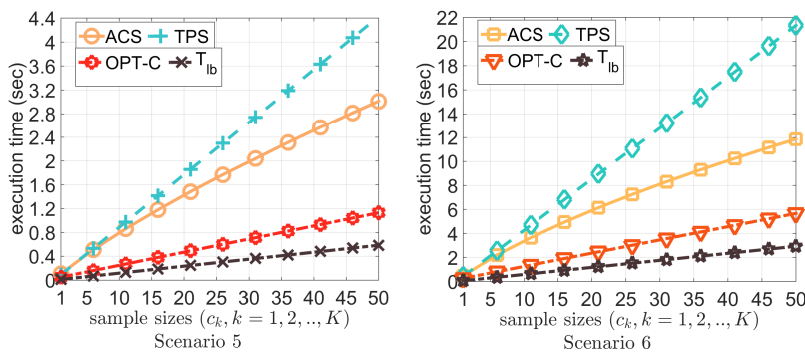 4.4
4
3.6
3.2
2.8
2.4
2
1.6
1.2
0.8
0.4
0
execution time (sec)
ACS TPS
OPT-C T_lb
1 5 10 15 20 25 30 35 40 45 50
sample sizes (c_k, k = 1, 2, .., K)
Scenario 5
22
20
18
16
14
12
10
8
6
4
2
0
execution time (sec)
ACS TPS
OPT-C T_lb
1 5 10 15 20 25 30 35 40 45 50
sample sizes (c_k, k = 1, 2, .., K)
Scenario 6